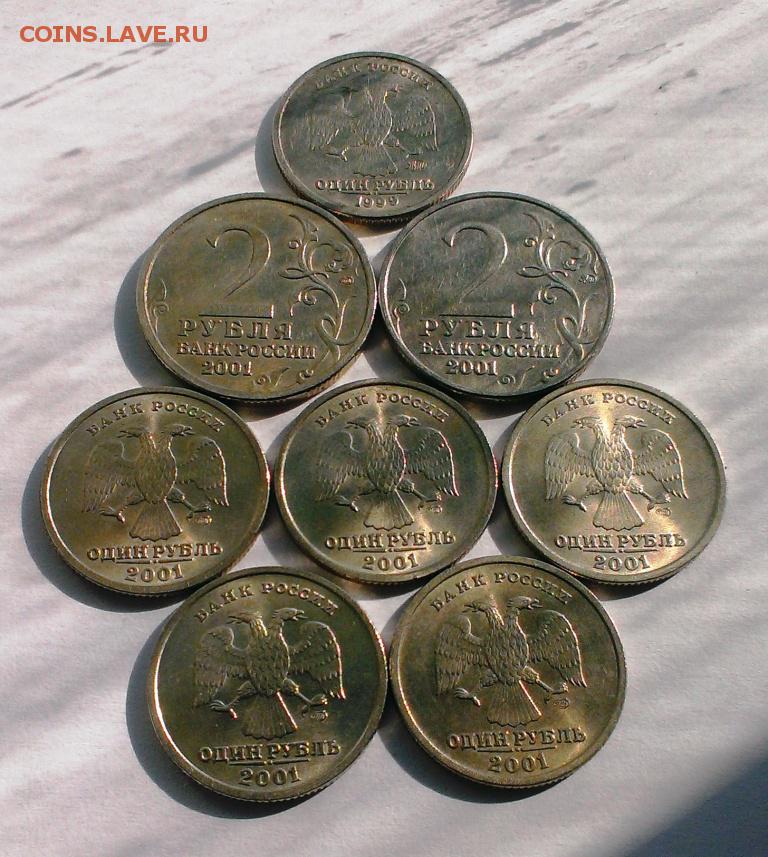 COINS.LAVE.RU
БАНК РОССИИ
ОДИН РУБЛЬ
1999
2
РУБЛЯ
БАНК РОССИИ
2001
2
РУБЛЯ
БАНК РОССИИ
2001
БАНК РОССИИ
ОДИН РУБЛЬ
2001
БАНК РОССИИ
ОДИН РУБЛЬ
2001
БАНК РОССИИ
ОДИН РУБЛЬ
2001
БАНК РОССИИ
ОДИН РУБЛЬ
2001
БАНК РОССИИ
ОДИН РУБЛЬ
2001